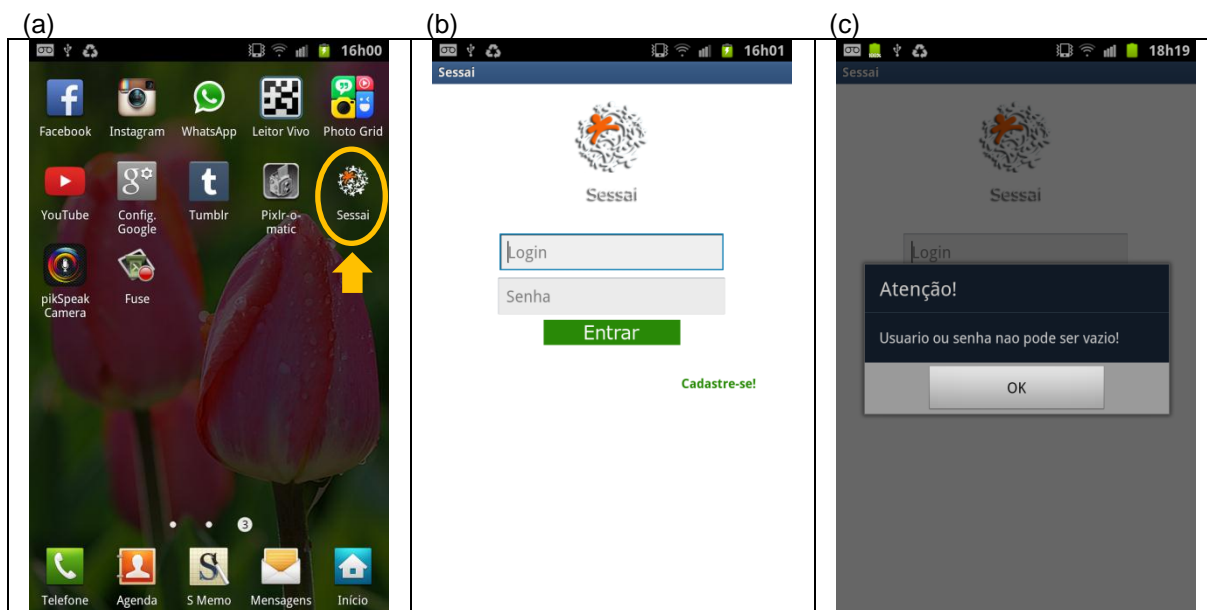 (a)
16h00
Facebook Instagram WhatsApp Leitor Vivo Photo Grid
YouTube Config. Google Tumblr Pixlr-o-matic Sessai
pikSpeak Camera Fuse
3
Telefone Agenda S Memo Mensagens Início
(b)
16h01
Sessai
Sessai
Login
Senha
Entrar
Cadastre-se!
(c)
18h19
Sessai
Sessai
Login
Atenção!
Usuario ou senha nao pode ser vazio!
OK